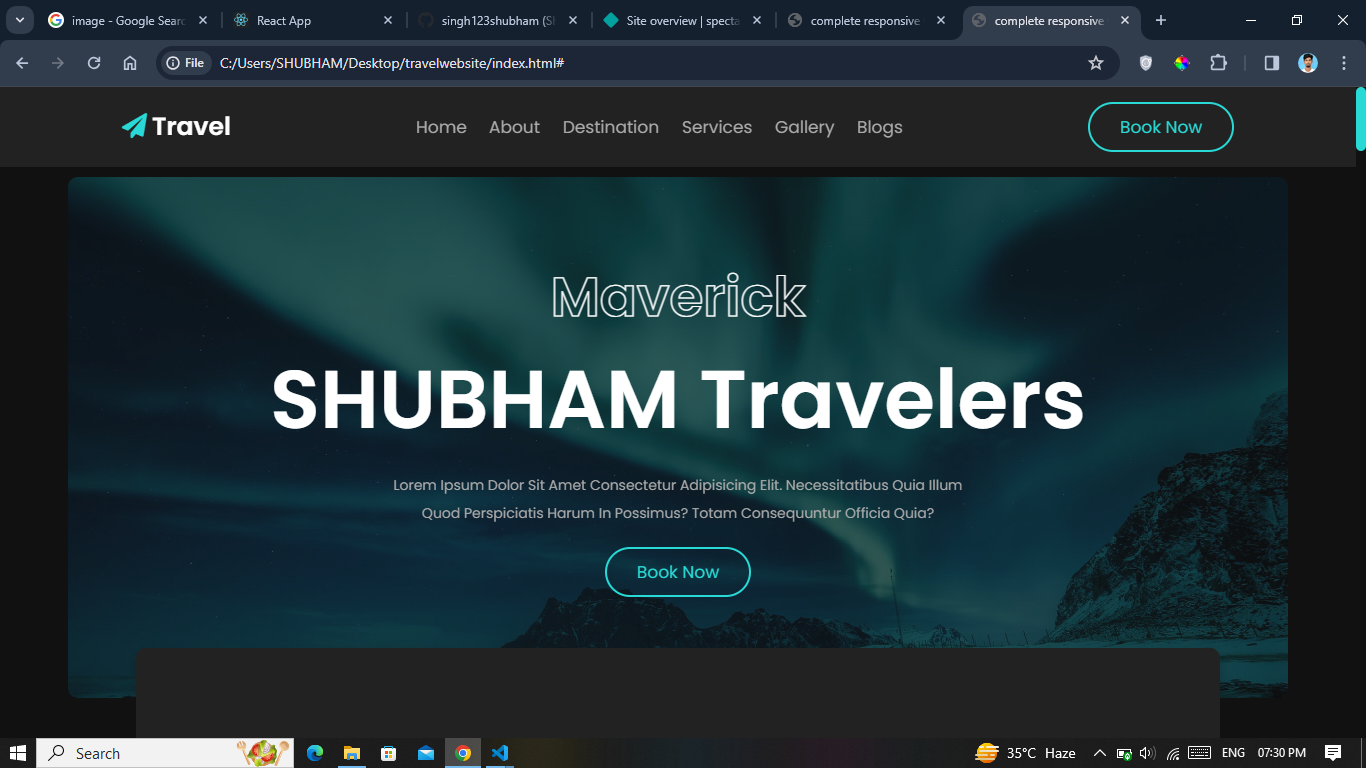 image - Google Sear
React App
singh123shubham (Sh
Site overview | specta
complete responsive
complete responsive
File
C:/Users/SHUBHAM/Desktop/travelwebsite/index.html#
Travel
Home About Destination Services Gallery Blogs
Book Now
Maverick
SHUBHAM Travelers
Lorem Ipsum Dolor Sit Amet Consectetur Adipisicing Elit. Necessitatibus Quia Illum
Quod Perspiciatis Harum In Possimus? Totam Consequuntur Officia Quia?
Book Now
Search
35°C Haze
ENG
07:30 PM